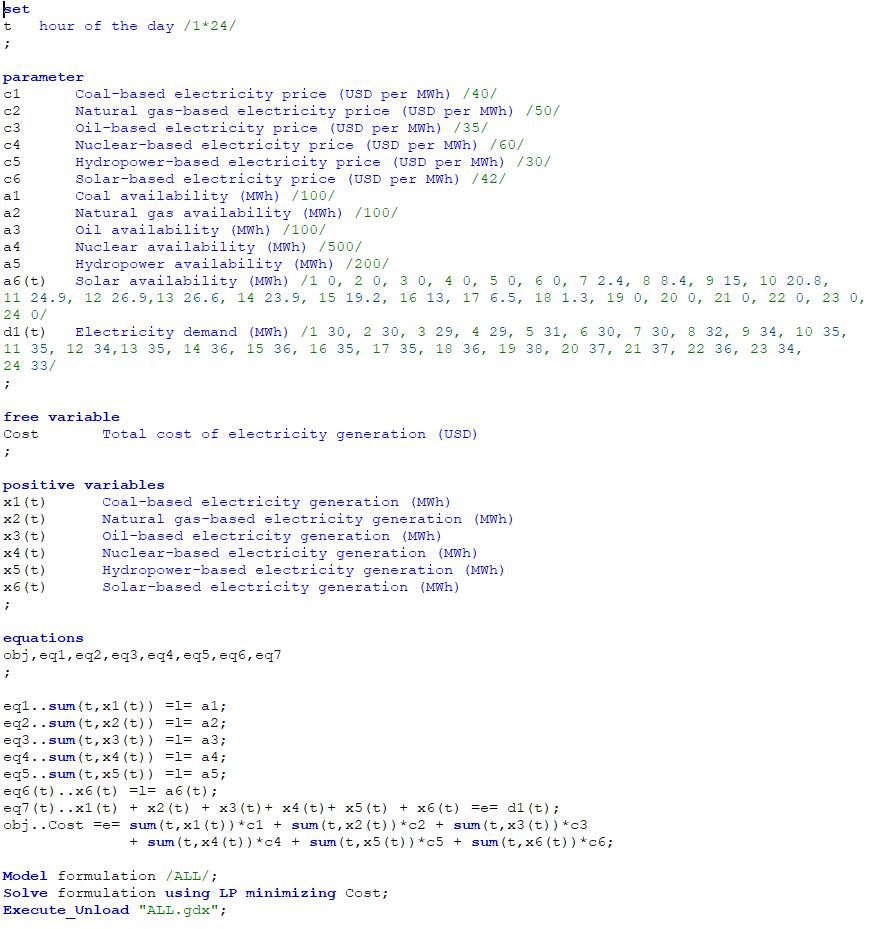 set
t   hour of the day /1*24/
;
parameter
c1      Coal-based electricity price (USD per MWh) /40/
c2      Natural gas-based electricity price (USD per MWh) /50/
c3      Oil-based electricity price (USD per MWh) /35/
c4      Nuclear-based electricity price (USD per MWh) /60/
c5      Hydropower-based electricity price (USD per MWh) /30/
c6      Solar-based electricity price (USD per MWh) /42/
a1      Coal availability (MWh) /100/
a2      Natural gas availability (MWh) /100/
a3      Oil availability (MWh) /100/
a4      Nuclear availability (MWh) /500/
a5      Hydropower availability (MWh) /200/
a6(t)   Solar availability (MWh) /1 0, 2 0, 3 0, 4 0, 5 0, 6 0, 7 2.4, 8 8.4, 9 15, 10 20.8,
11 24.9, 12 26.9,13 26.6, 14 23.9, 15 19.2, 16 13, 17 6.5, 18 1.3, 19 0, 20 0, 21 0, 22 0, 23 0,
24 0/
d1(t)   Electricity demand (MWh) /1 30, 2 30, 3 29, 4 29, 5 31, 6 30, 7 30, 8 32, 9 34, 10 35,
11 35, 12 34,13 35, 14 36, 15 36, 16 35, 17 35, 18 36, 19 38, 20 37, 21 37, 22 36, 23 34,
24 33/
;
free variable
Cost       Total cost of electricity generation (USD)
;
positive variables
x1(t)      Coal-based electricity generation (MWh)
x2(t)      Natural gas-based electricity generation (MWh)
x3(t)      Oil-based electricity generation (MWh)
x4(t)      Nuclear-based electricity generation (MWh)
x5(t)      Hydropower-based electricity generation (MWh)
x6(t)      Solar-based electricity generation (MWh)
;
equations
obj,eq1,eq2,eq3,eq4,eq5,eq6,eq7
;
eq1..sum(t,x1(t)) =l= a1;
eq2..sum(t,x2(t)) =l= a2;
eq3..sum(t,x3(t)) =l= a3;
eq4..sum(t,x4(t)) =l= a4;
eq5..sum(t,x5(t)) =l= a5;
eq6(t)..x6(t) =l= a6(t);
eq7(t)..x1(t) + x2(t) + x3(t)+ x4(t)+ x5(t) + x6(t) =e= d1(t);
obj..Cost =e= sum(t,x1(t))*c1 + sum(t,x2(t))*c2 + sum(t,x3(t))*c3
              + sum(t,x4(t))*c4 + sum(t,x5(t))*c5 + sum(t,x6(t))*c6;
Model formulation /ALL/;
Solve formulation using LP minimizing Cost;
Execute_Unload "ALL.gdx";